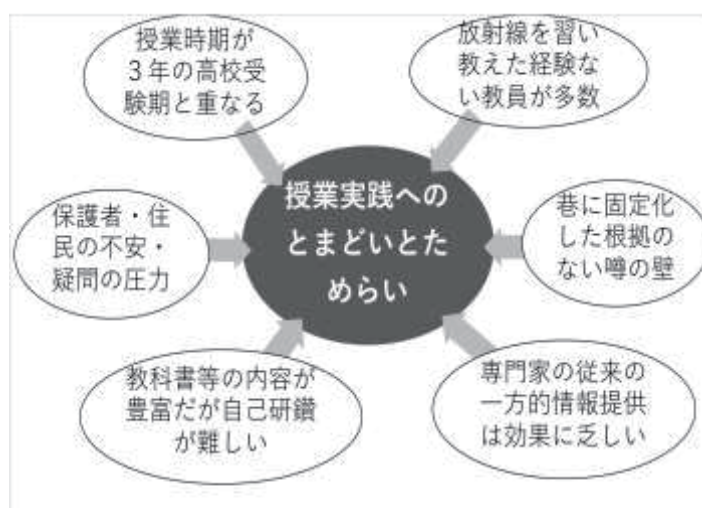 授業時期が
３年の高校受
験期と重なる
放射線を習い
教えた経験な
い教員が多数
保護者・住
民の不安・
疑問の圧力
授業実践への
とまどいとた
めらい
巷に固定化
した根拠の
ない噂の壁
教科書等の内容が
豊富だが自己研鑽
が難しい
専門家の従来の
一方的情報提供
は効果に乏しい